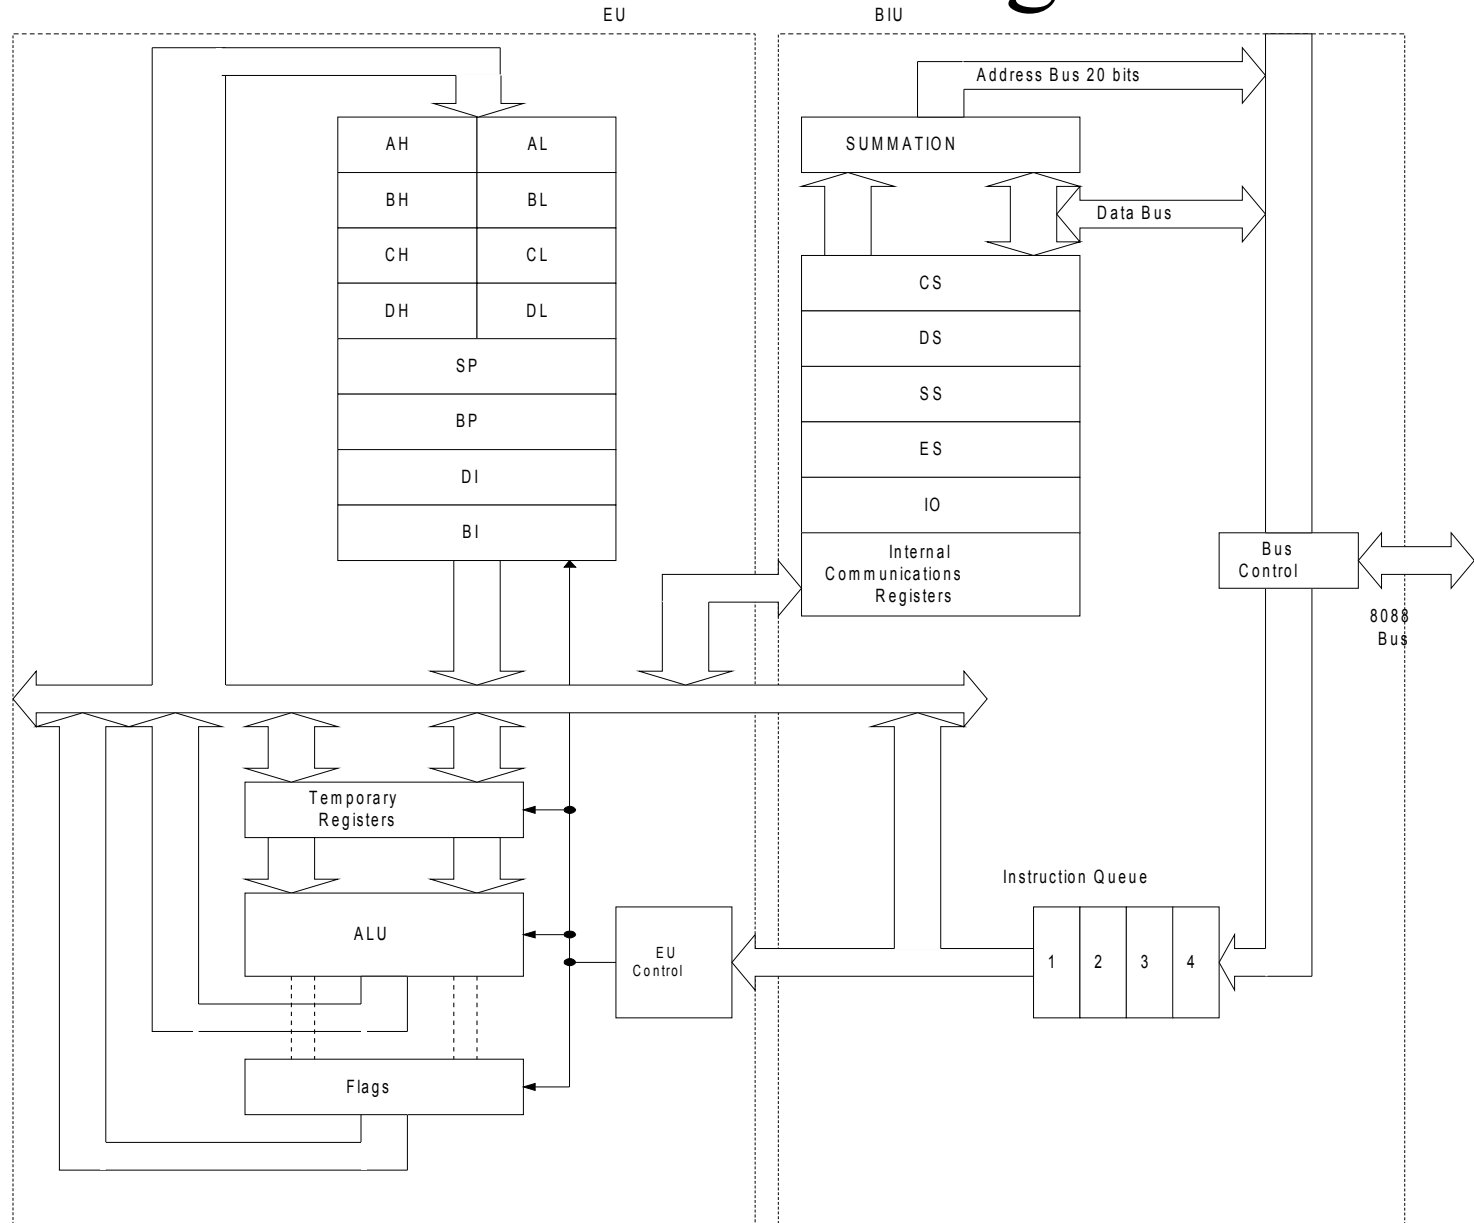 EU
BIU
Address Bus 20 bits
AH
AL
SUMMATION
BH
BL
Data Bus
CH
CL
CS
DH
DL
DS
SP
SS
BP
ES
DI
IO
BI
Internal
Communications
Registers
Bus
Control
8088
Bus
Temporary
Registers
Instruction Queue
ALU
EU
Control
1 2 3 4
Flags